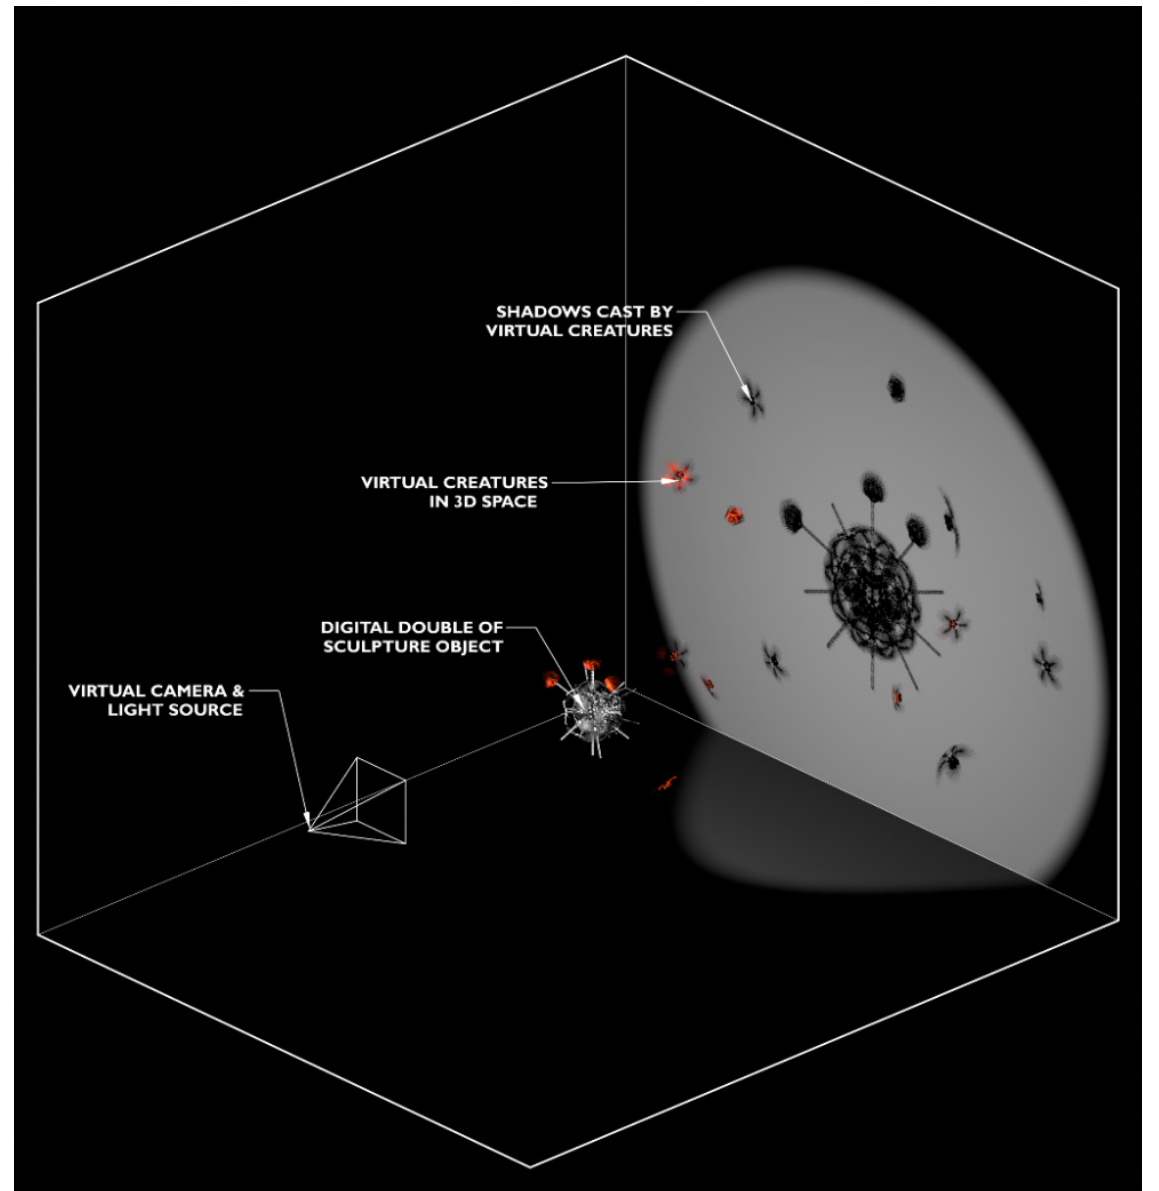 SHADOWS CAST BY
VIRTUAL CREATURES
VIRTUAL CREATURES
IN 3D SPACE
DIGITAL DOUBLE OF
SCULPTURE OBJECT
VIRTUAL CAMERA &
LIGHT SOURCE